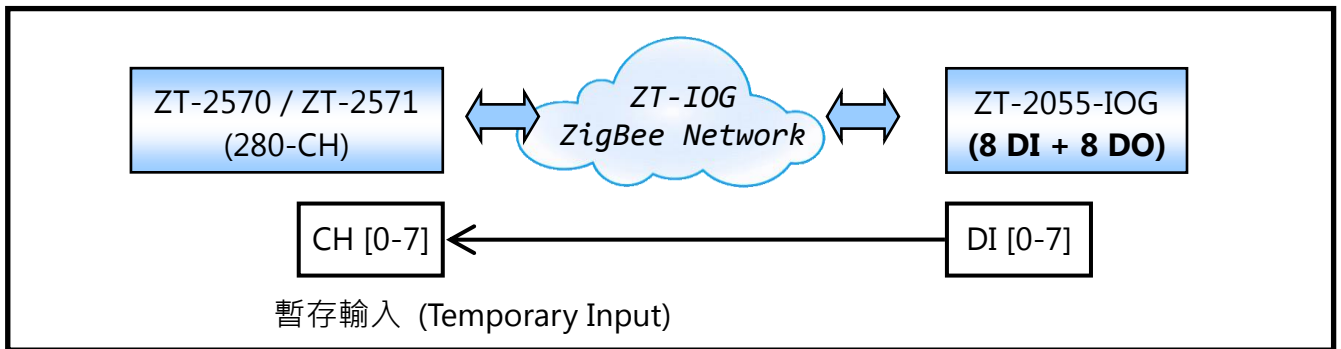 ZT-2570 / ZT-2571
(280-CH)
ZT-IOG
ZigBee Network
ZT-2055-IOG
(8 DI + 8 DO)
CH [0-7]
DI [0-7]
暫存輸入 (Temporary Input)